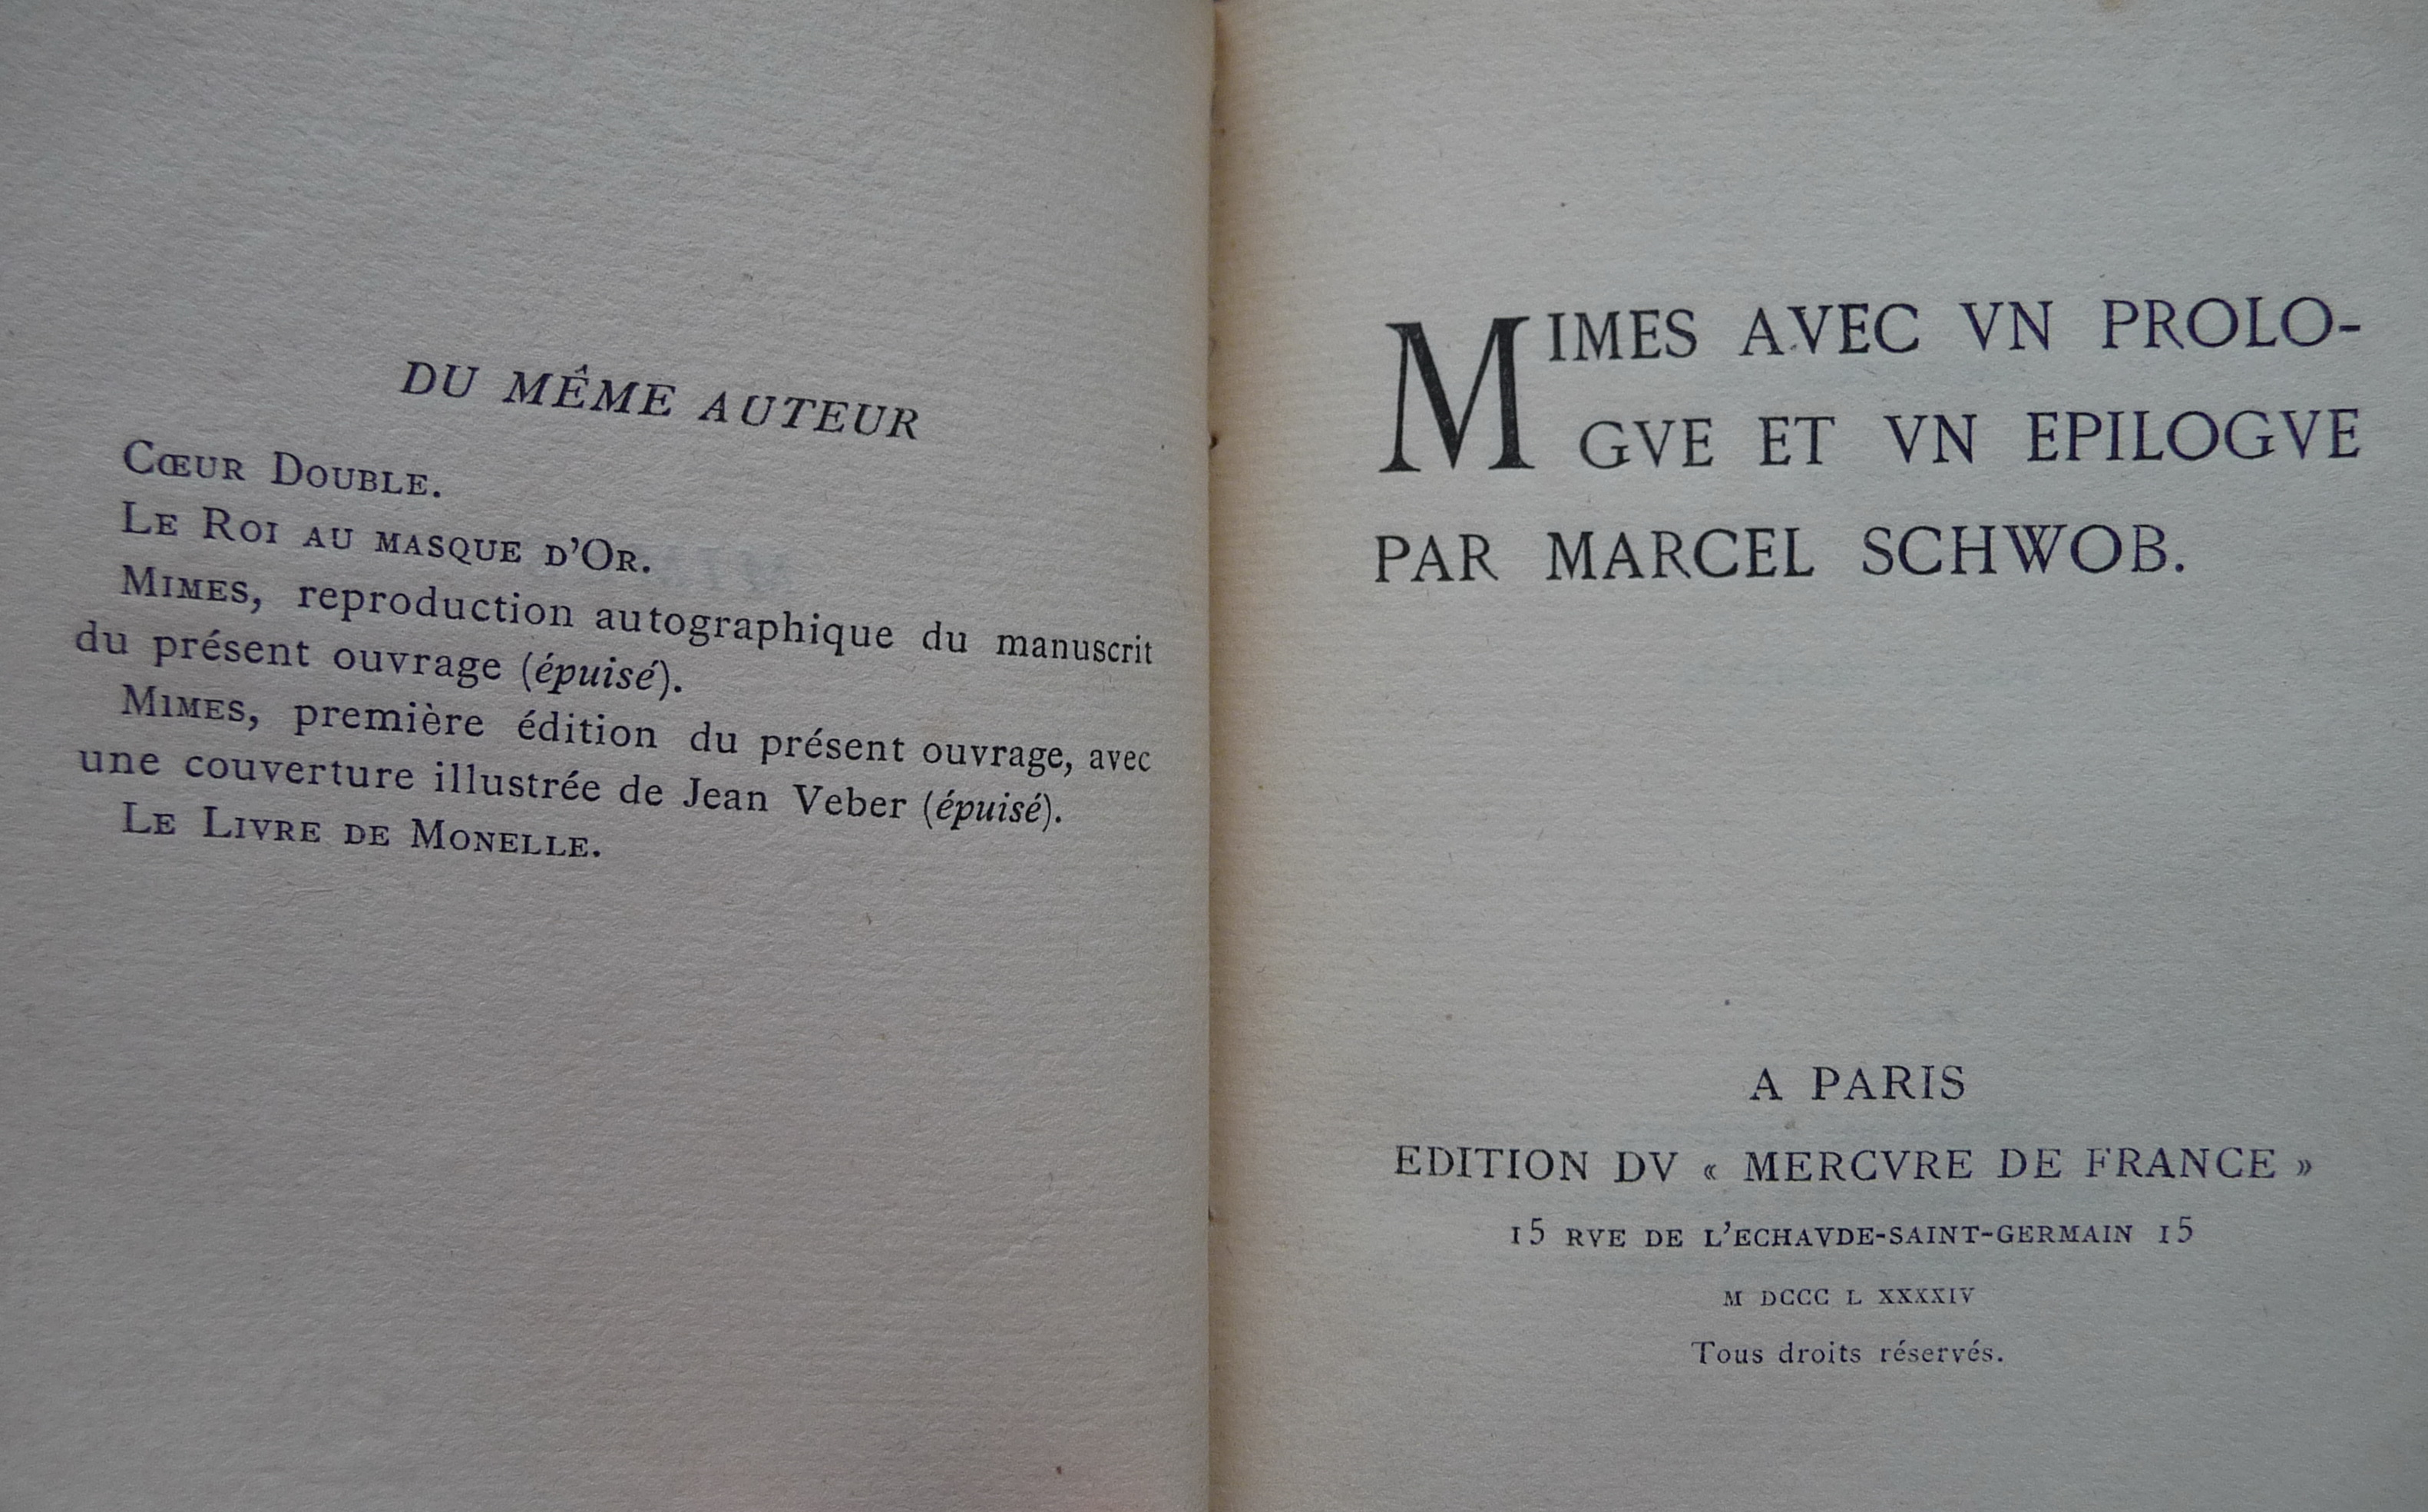 DU MÊME AUTEUR
CŒUR DOUBLE.
LE ROI AU MASQUE D'OR.
MIMES, reproduction autographique du manuscrit
du présent ouvrage (épuisé).
MIMES, première édition du présent ouvrage, avec
une couverture illustrée de Jean Veber (épuisé).
LE LIVRE DE MONELLE.
MIMES AVEC VN PROLO-
GVE ET VN EPILOGVE
PAR MARCEL SCHWOB.
A PARIS
EDITION DV « MERCVRE DE FRANCE »
15 RVE DE L'ECHAVDE-SAINT-GERMAIN 15
M DCCC L XXXXIV
Tous droits réservés.